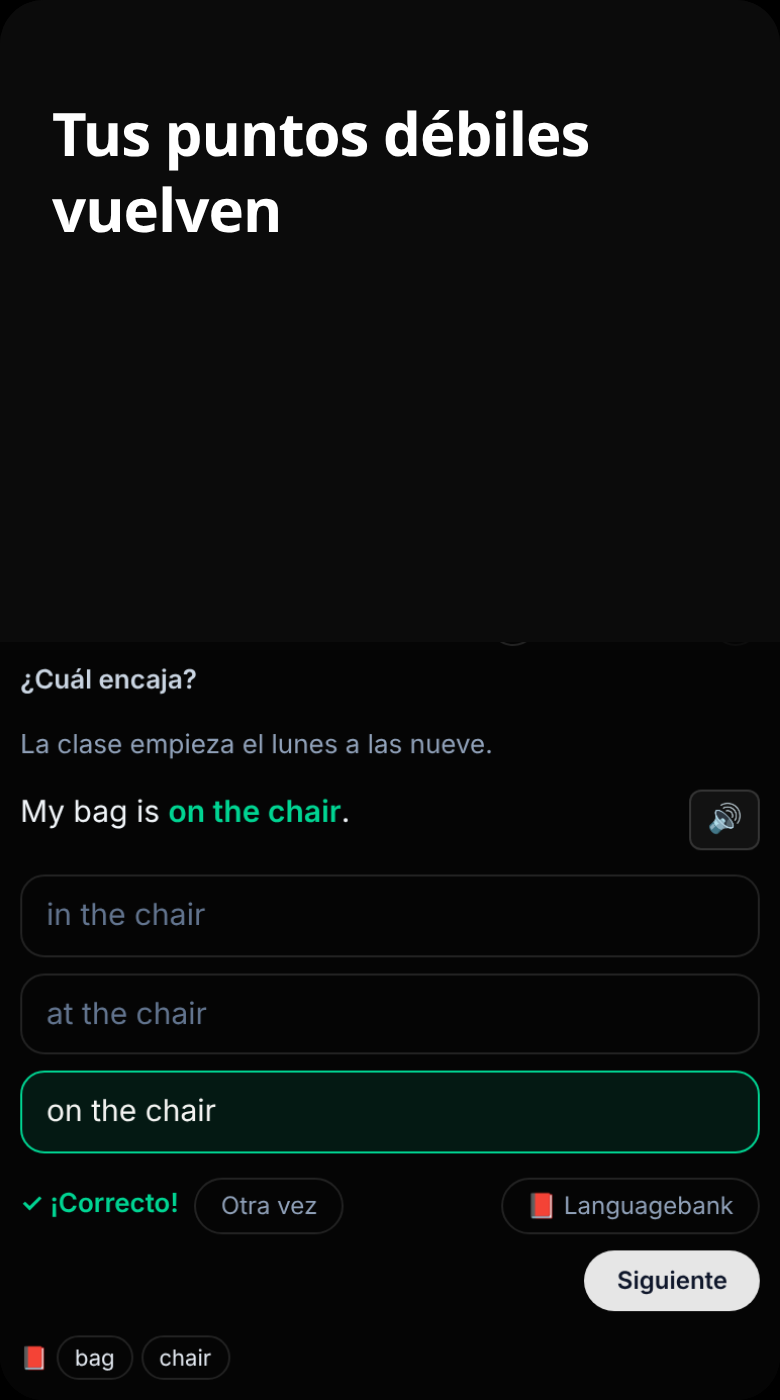 Tus puntos débiles
vuelven
¿Cuál encaja?
La clase empieza el lunes a las nueve.
My bag is on the chair.
in the chair
at the chair
on the chair
✓ ¡Correcto!
Otra vez
Languagebank
Siguiente
bag
chair